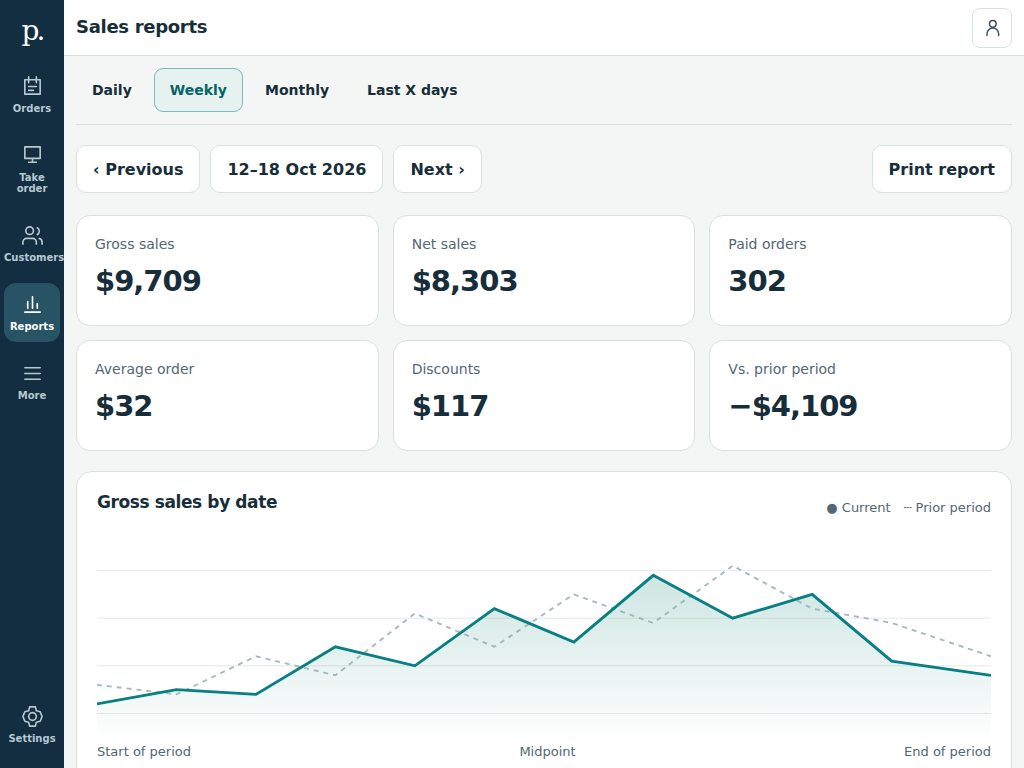 p.
Sales reports
Orders
Take
order
Customers
Reports
More
Settings
Daily
Weekly
Monthly
Last X days
‹ Previous
12–18 Oct 2026
Next ›
Print report
Gross sales
$9,709
Net sales
$8,303
Paid orders
302
Average order
$32
Discounts
$117
Vs. prior period
−$4,109
Gross sales by date
● Current
┄ Prior period
Start of period
Midpoint
End of period